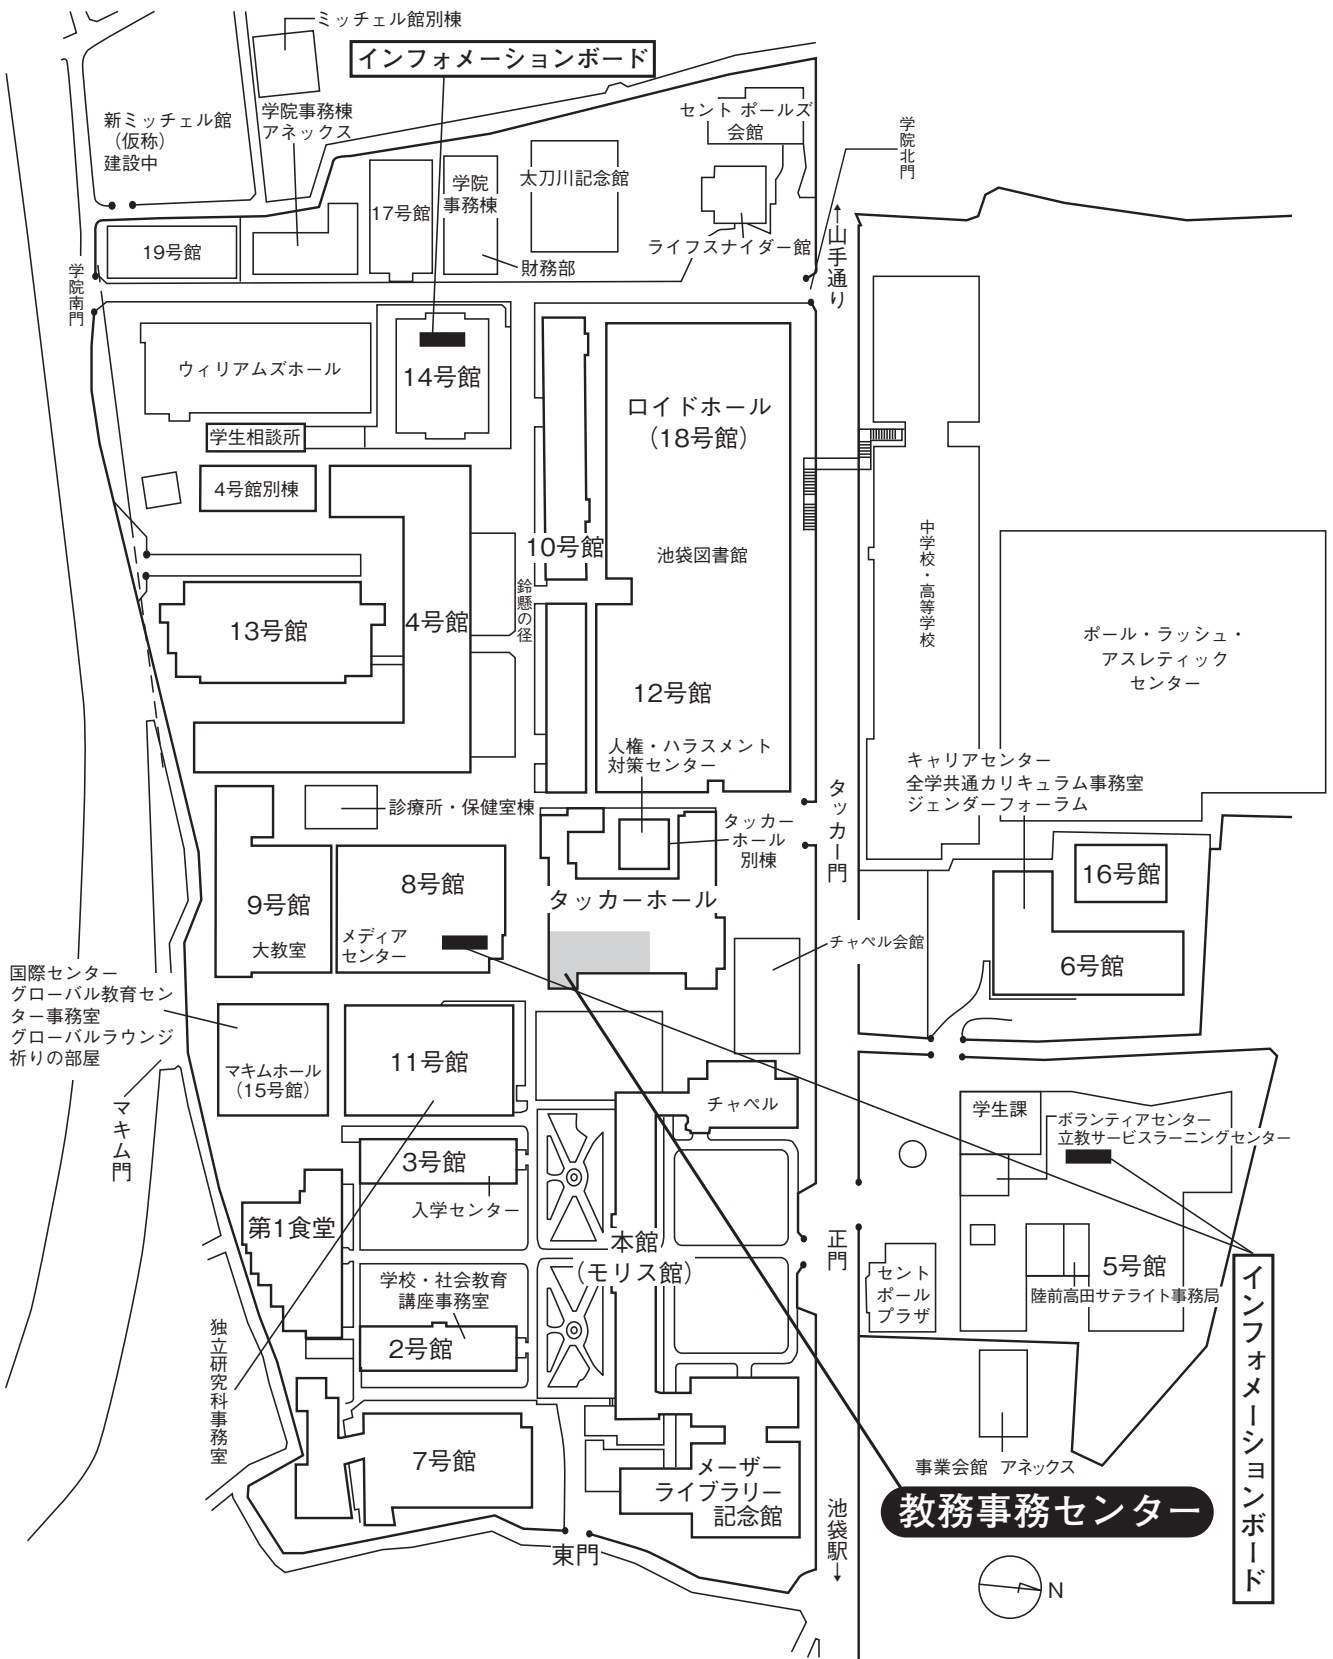 ミッチェル館別棟
インフォメーションボード
新ミッチェル館
（仮称）
建設中
学院事務棟
アネックス
セント ポールズ
会館
学院北門
17号館
学院
事務棟
太刀川記念館
19号館
財務部
ライフスナイダー館
←山手通り
学院南門
ウィリアムズホール
14号館
ロイドホール
（18号館）
学生相談所
4号館別棟
10号館
池袋図書館
中学校・高等学校
13号館
4号館
鈴懸の径
ポール・ラッシュ・
アスレティック
センター
12号館
人権・ハラスメント
対策センター
キャリアセンター
全学共通カリキュラム事務室
ジェンダーフォーラム
診療所・保健室棟
タッカー
ホール
別棟
タッカー門
16号館
9号館
大教室
8号館
メディア
センター
タッカーホール
チャペル会館
6号館
国際センター
グローバル教育セン
ター事務室
グローバルラウンジ
祈りの部屋
マキムホール
（15号館）
11号館
チャペル
学生課
ボランティアセンター
立教サービスラーニングセンター
マキム門
3号館
入学センター
第1食堂
本館
（モリス館）
正門
セント
ポール
プラザ
5号館
陸前高田サテライト事務局
インフォメーションボード
学校・社会教育
講座事務室
2号館
独立研究科事務室
7号館
メーザー
ライブラリー
記念館
事業会館 アネックス
教務事務センター
池袋駅→
東門
N